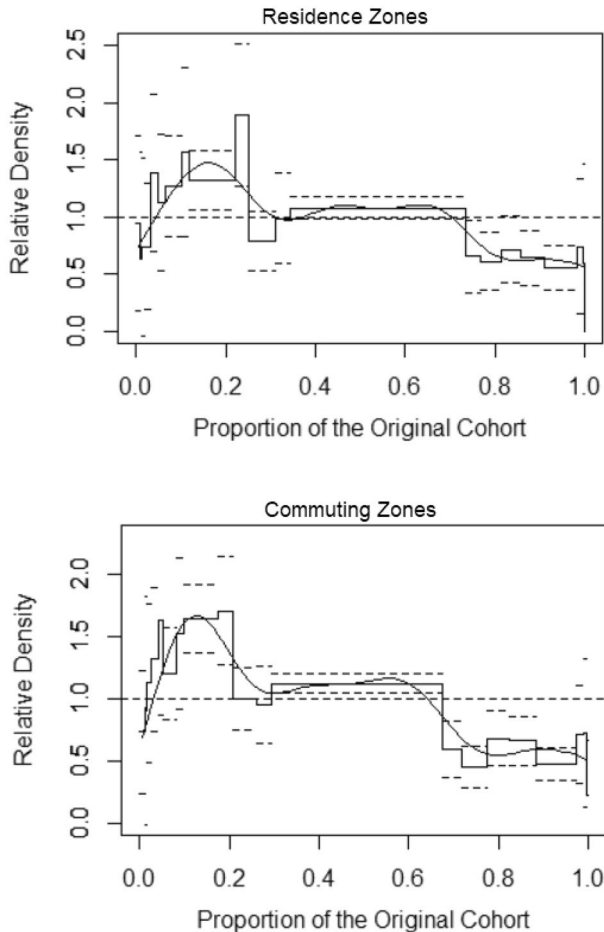 Residence Zones
2.5
2.0
1.5
1.0
0.5
0.0
Relative Density
0.0 0.2 0.4 0.6 0.8 1.0
Proportion of the Original Cohort
Commuting Zones
2.0
1.5
1.0
0.5
0.0
Relative Density
0.0 0.2 0.4 0.6 0.8 1.0
Proportion of the Original Cohort